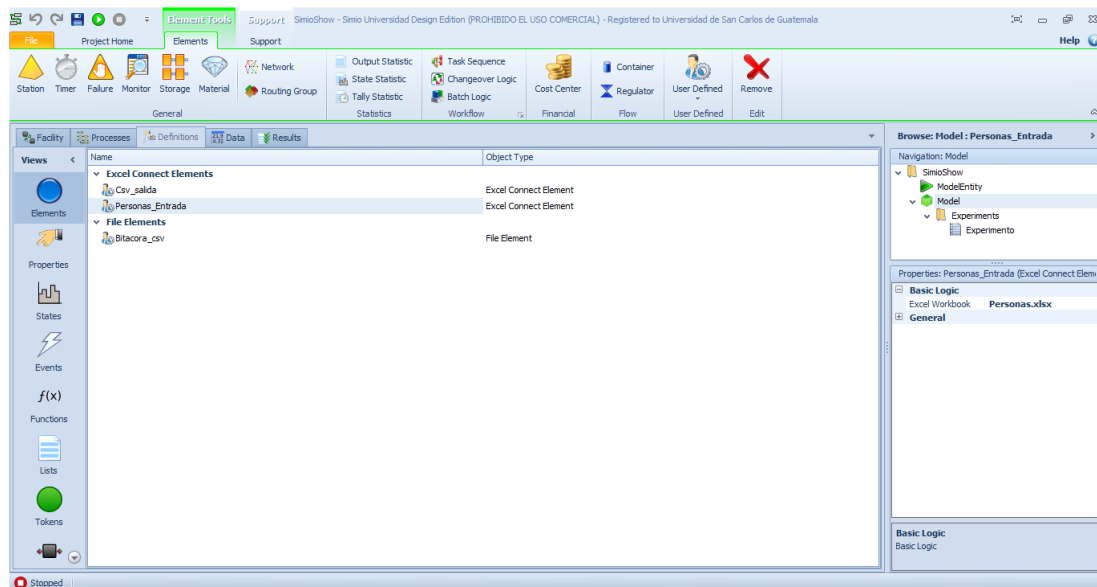 Element Tools Support SimioShow - Simio Universidad Design Edition (PROHIBIDO EL USO COMERCIAL) - Registered to Universidad de San Carlos de Guatemala
File Project Home Elements Support Help
Station Timer Failure Monitor Storage Material
Network
Routing Group
General
Output Statistic
State Statistic
Tally Statistic
Statistics
Task Sequence
Changeover Logic
Batch Logic
Workflow
Cost Center
Financial
Container
Regulator
Flow
User Defined
User Defined
Remove
Edit
Facility Processes Definitions Data Results
Views <
Elements
Properties
States
Events
f(x)
Functions
Lists
Tokens
Name Object Type
Excel Connect Elements
Csv_salida Excel Connect Element
Personas_Entrada Excel Connect Element
File Elements
Bitacora_csv File Element
Browse: Model : Personas_Entrada >
Navigation: Model
SimioShow
ModelEntity
Model
Experiments
Experimento
Properties: Personas_Entrada (Excel Connect Elem
Basic Logic
Excel Workbook Personas.xlsx
General
Basic Logic
Basic Logic
Stopped